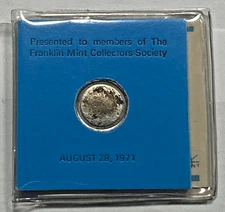 Presented to members of The
Franklin Mint Collectors Society
AUGUST 28, 1971